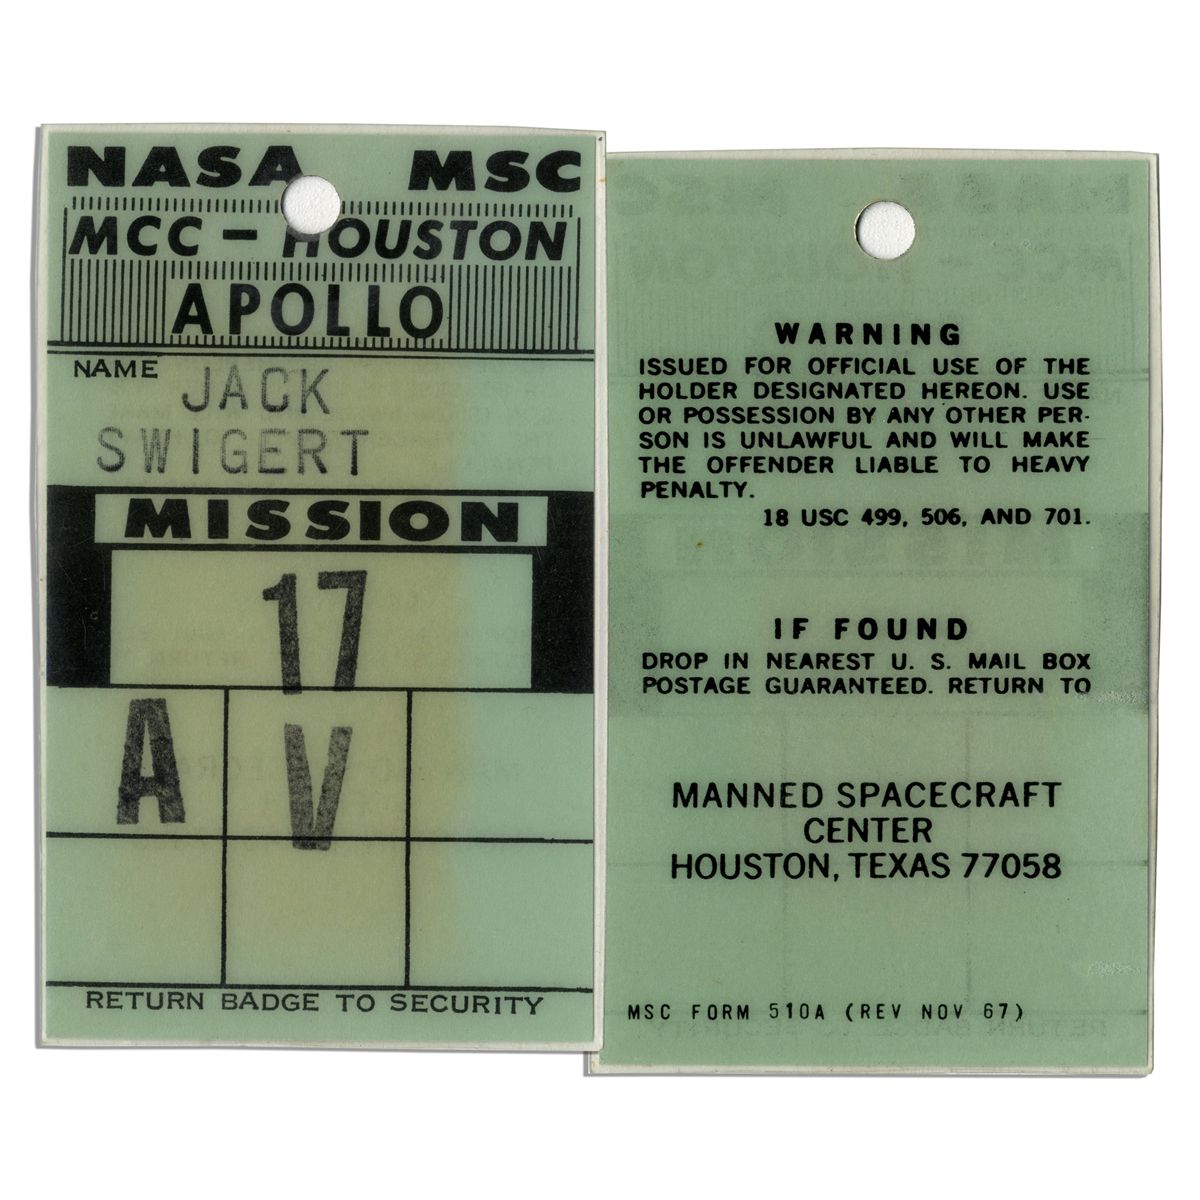 NASA MSC
MCC - HOUSTON
APOLLO
NAME JACK
SWIGERT
MISSION
17
A V
RETURN BADGE TO SECURITY
WARNING
ISSUED FOR OFFICIAL USE OF THE
HOLDER DESIGNATED HEREON. USE
OR POSSESSION BY ANY OTHER PER-
SON IS UNLAWFUL AND WILL MAKE
THE OFFENDER LIABLE TO HEAVY
PENALTY.
18 USC 499, 506, AND 701.
IF FOUND
DROP IN NEAREST U. S. MAIL BOX
POSTAGE GUARANTEED. RETURN TO
MANNED SPACECRAFT
CENTER
HOUSTON, TEXAS 77058
MSC FORM 510A (REV NOV 67)